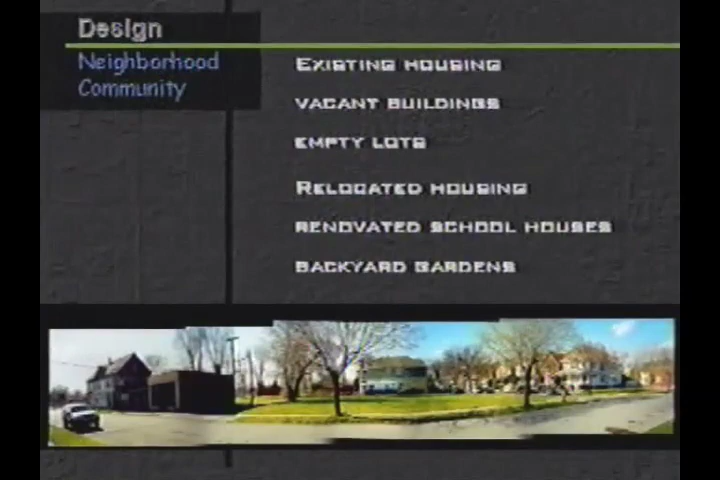 Design
Neighborhood
Community
Existing housing
vacant buildings
empty lots
Relocated housing
renovated school houses
backyard gardens